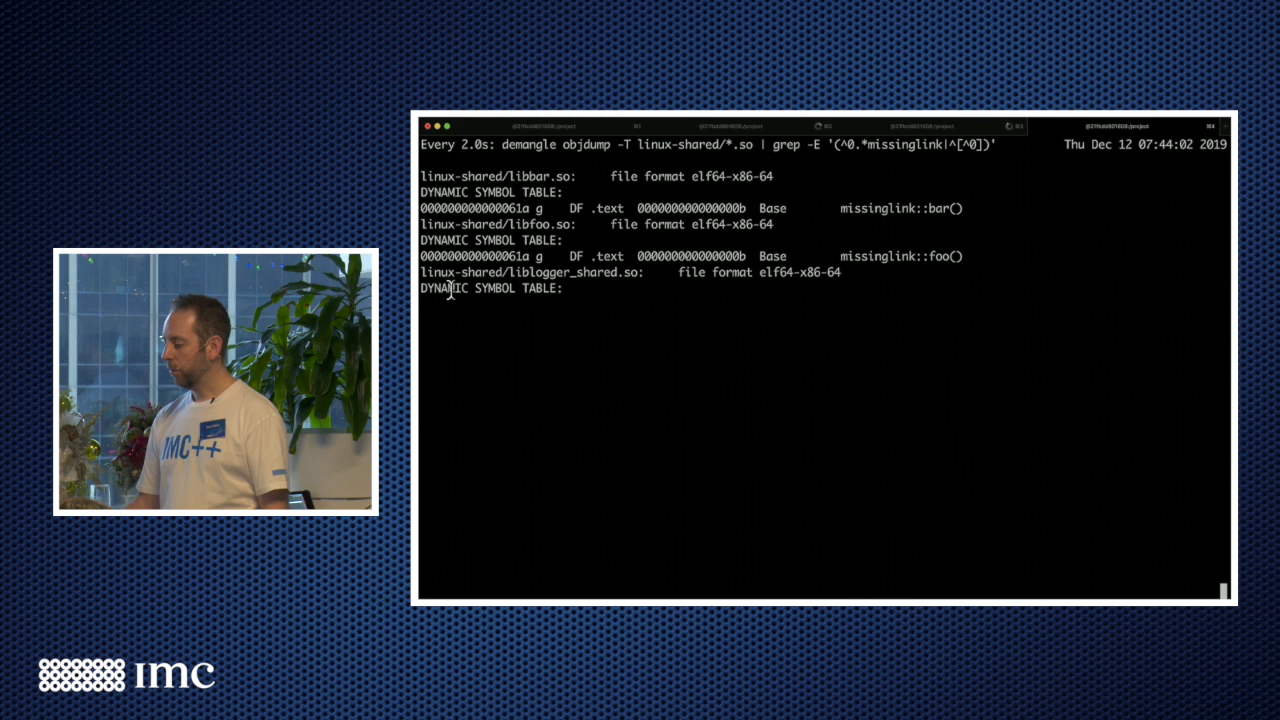 Every 2.0s: demangle objdump -T linux-shared/*.so | grep -E '(^0.*missinglink|^[^0])' Thu Dec 12 07:44:02 2019
linux-shared/libbar.so: file format elf64-x86-64
DYNAMIC SYMBOL TABLE:
000000000000061a g DF .text 000000000000000b Base missinglink::bar()
linux-shared/libfoo.so: file format elf64-x86-64
DYNAMIC SYMBOL TABLE:
000000000000061a g DF .text 000000000000000b Base missinglink::foo()
linux-shared/liblogger_shared.so: file format elf64-x86-64
DYNAMIC SYMBOL TABLE:
IMC++
imc